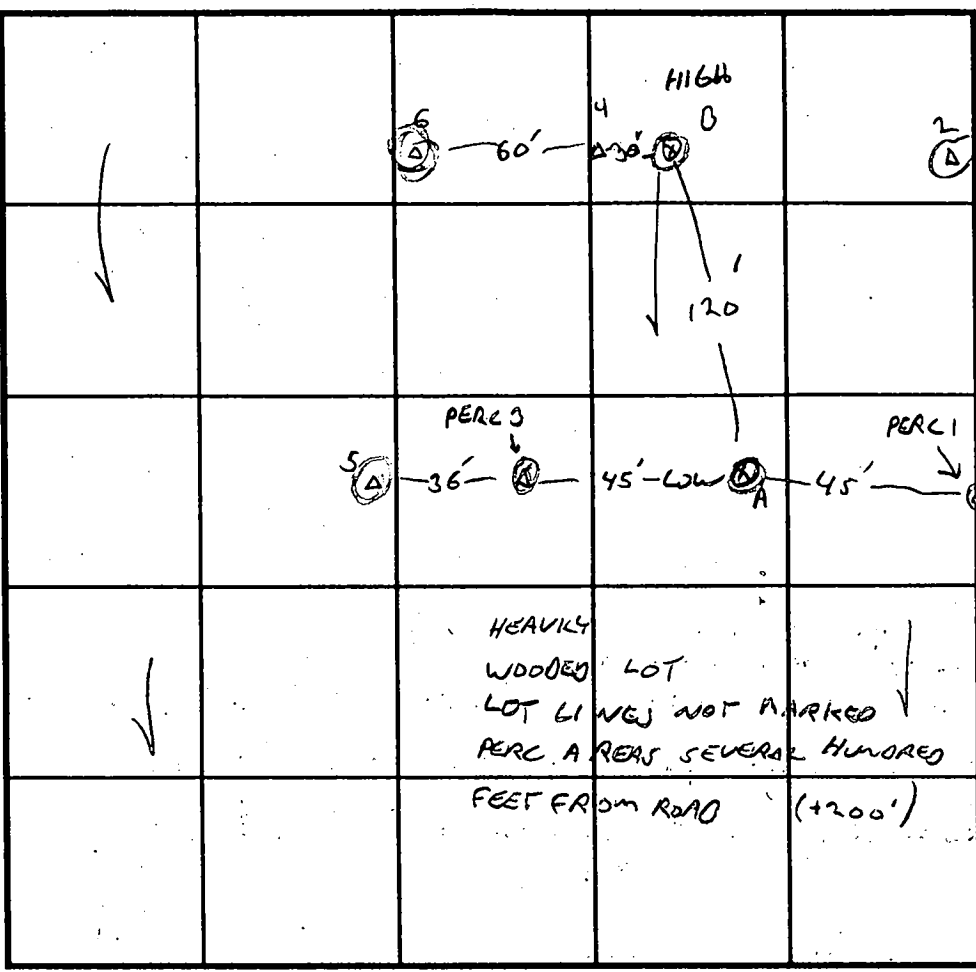 HIGH
B
6
60'
4
30'
2
120'
PERC 3
PERC 1
5
36'
45'
LOW
A
45'
HEAVILY
WOODED LOT
LOT LINES NOT MARKED
PERC AREAS SEVERAL HUNDRED
FEET FROM ROAD (+200')